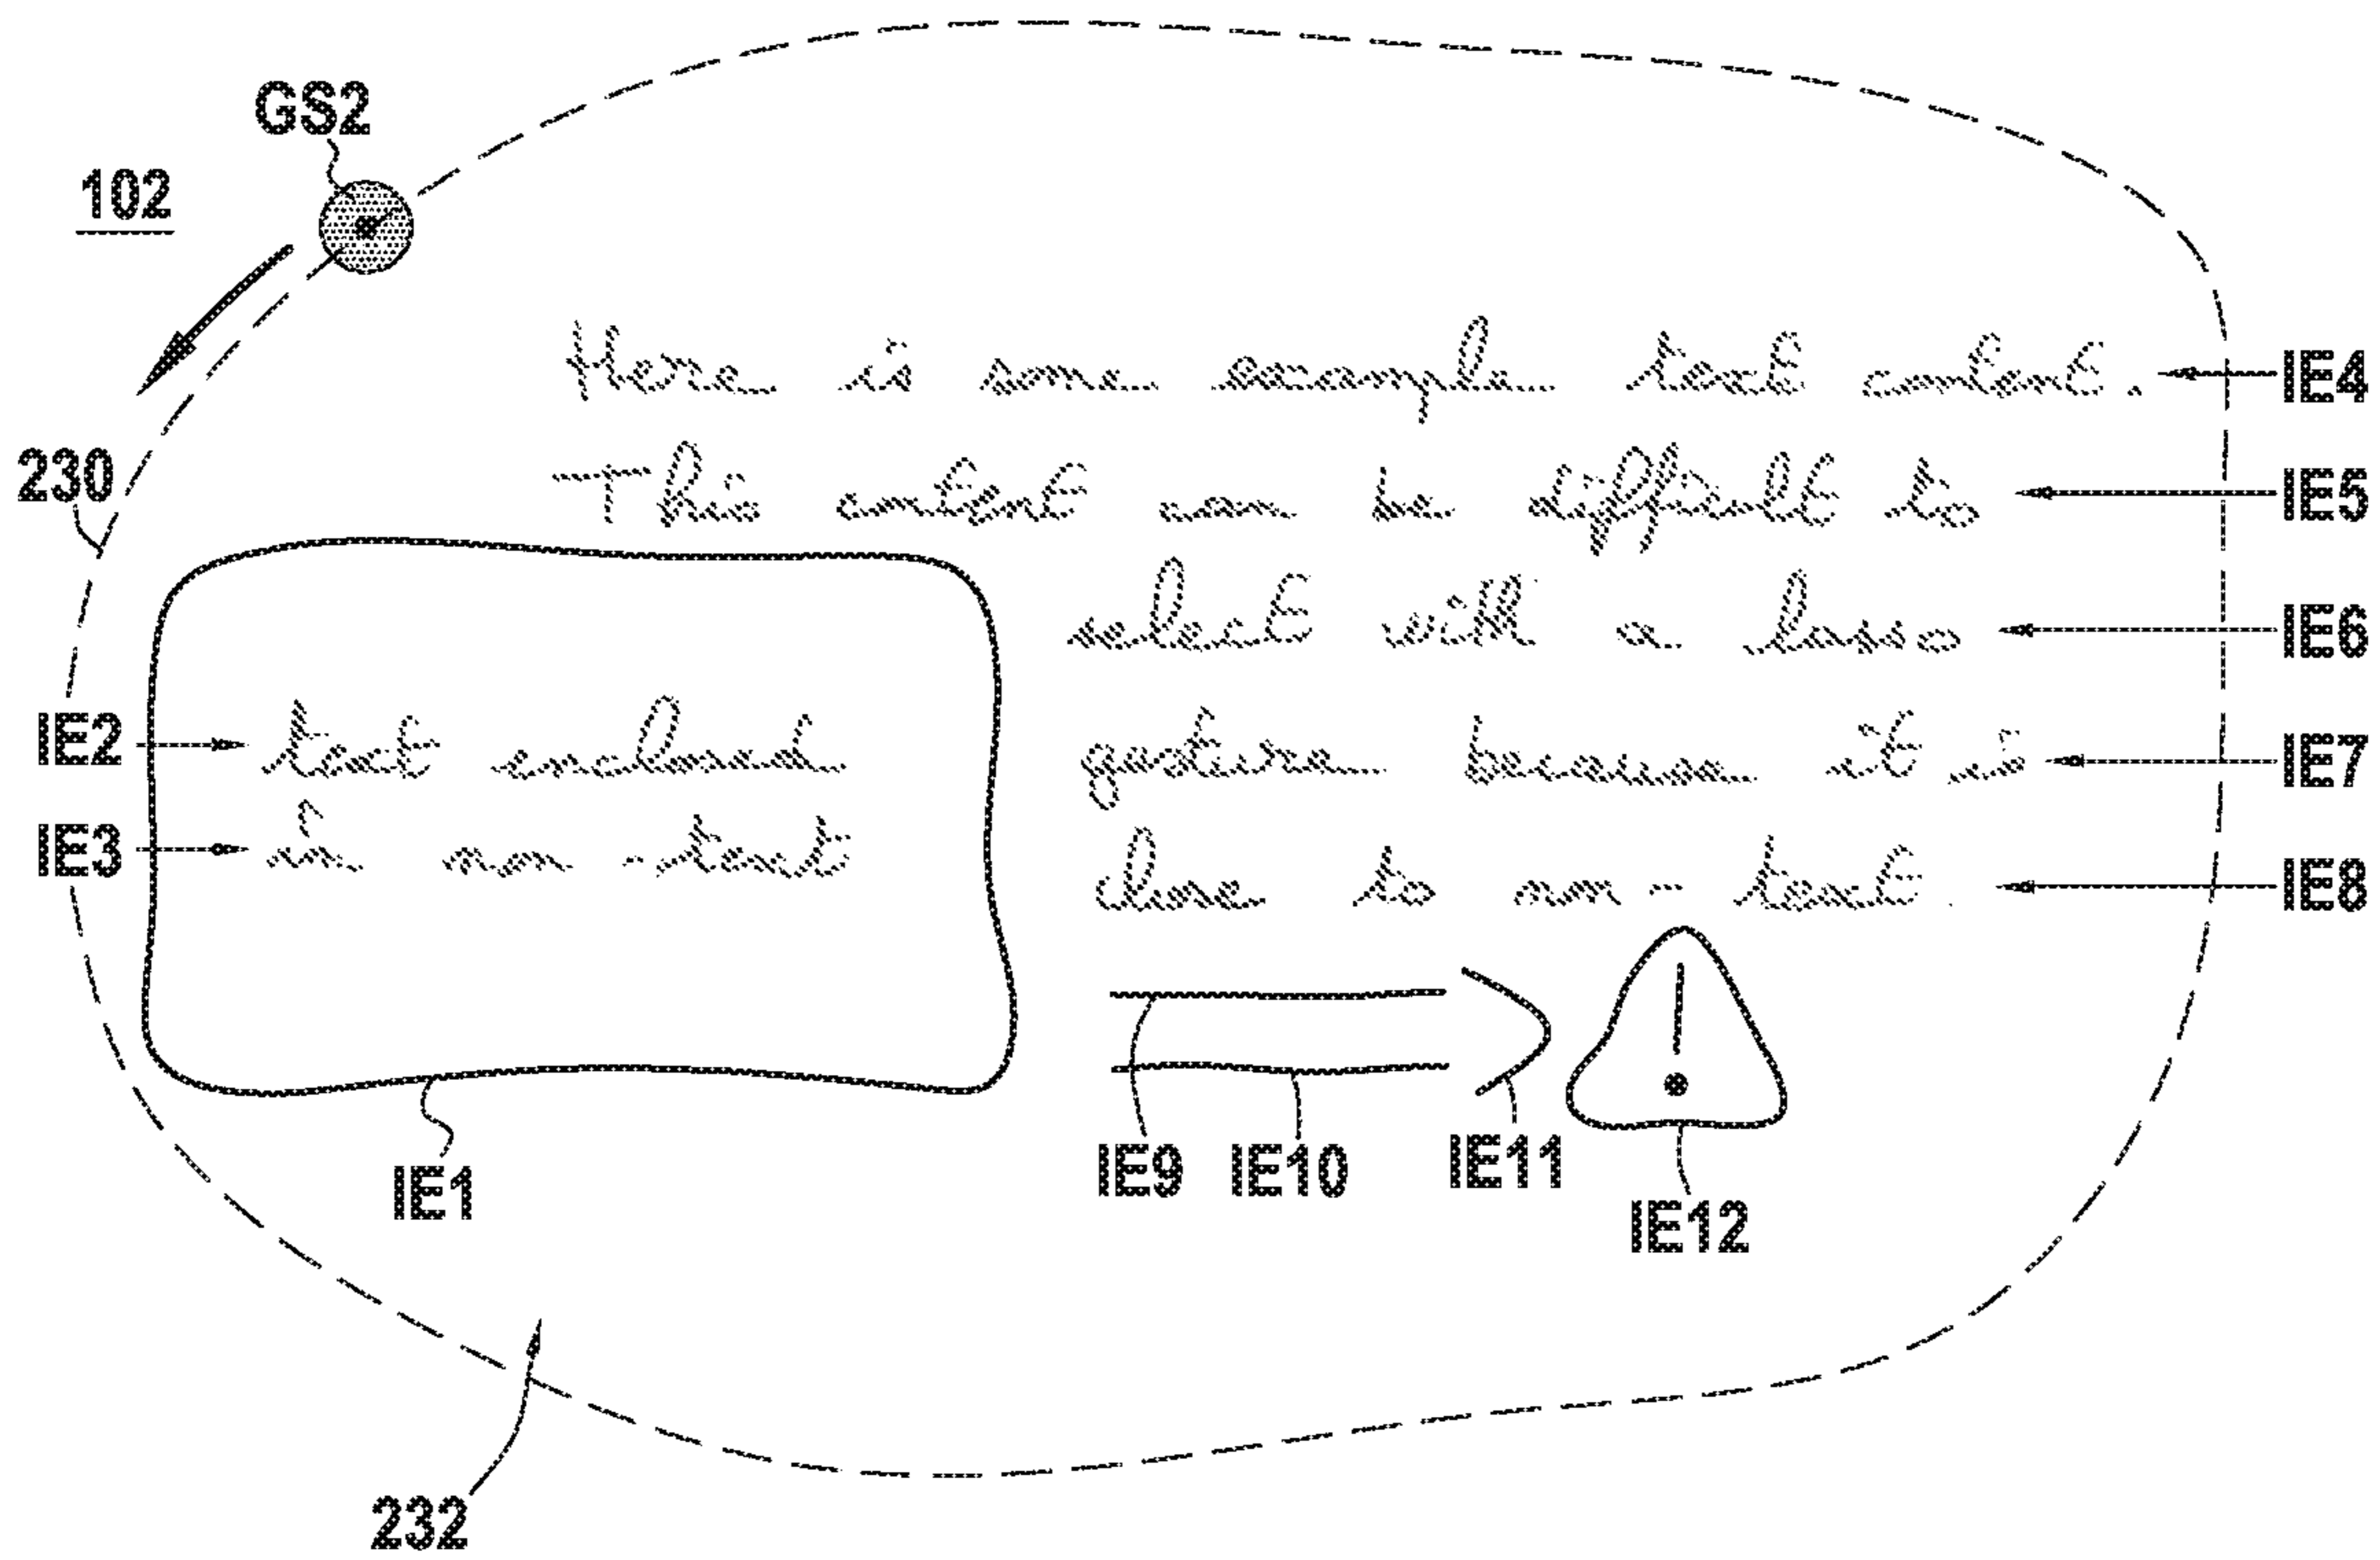 GS2
102
Here is some example text content. IE4
230
This content can be difficult to IE5
select with a lasso IE6
IE2 text enclosed gesture because it is IE7
IE3 in non-text close to non-text. IE8
!
IE9 IE10 IE11
IE1 IE12
232